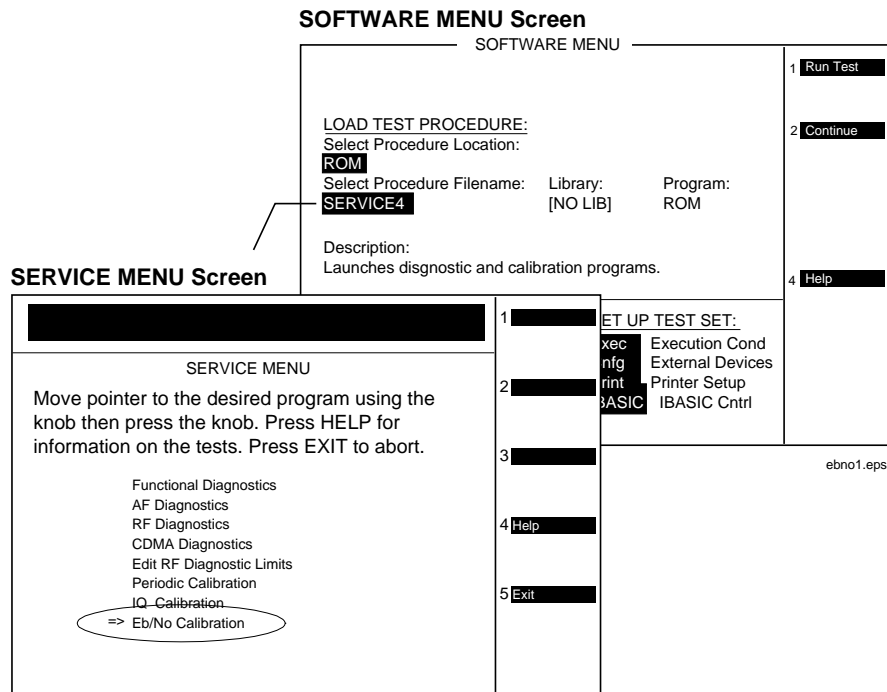 SOFTWARE MENU Screen
SOFTWARE MENU
1 Run Test
LOAD TEST PROCEDURE:
2 Continue
Select Procedure Location:
ROM
Select Procedure Filename: Library: Program:
SERVICE4 [NO LIB] ROM
Description:
Launches disgnostic and calibration programs.
4 Help
ET UP TEST SET:
xec Execution Cond
nfg External Devices
rint Printer Setup
BASIC IBASIC Cntrl
ebno1.eps
SERVICE MENU Screen
1
SERVICE MENU
2
Move pointer to the desired program using the
knob then press the knob. Press HELP for
information on the tests. Press EXIT to abort.
3
Functional Diagnostics
AF Diagnostics
RF Diagnostics
4 Help
CDMA Diagnostics
Edit RF Diagnostic Limits
Periodic Calibration
5 Exit
IQ Calibration
=> Eb/No Calibration